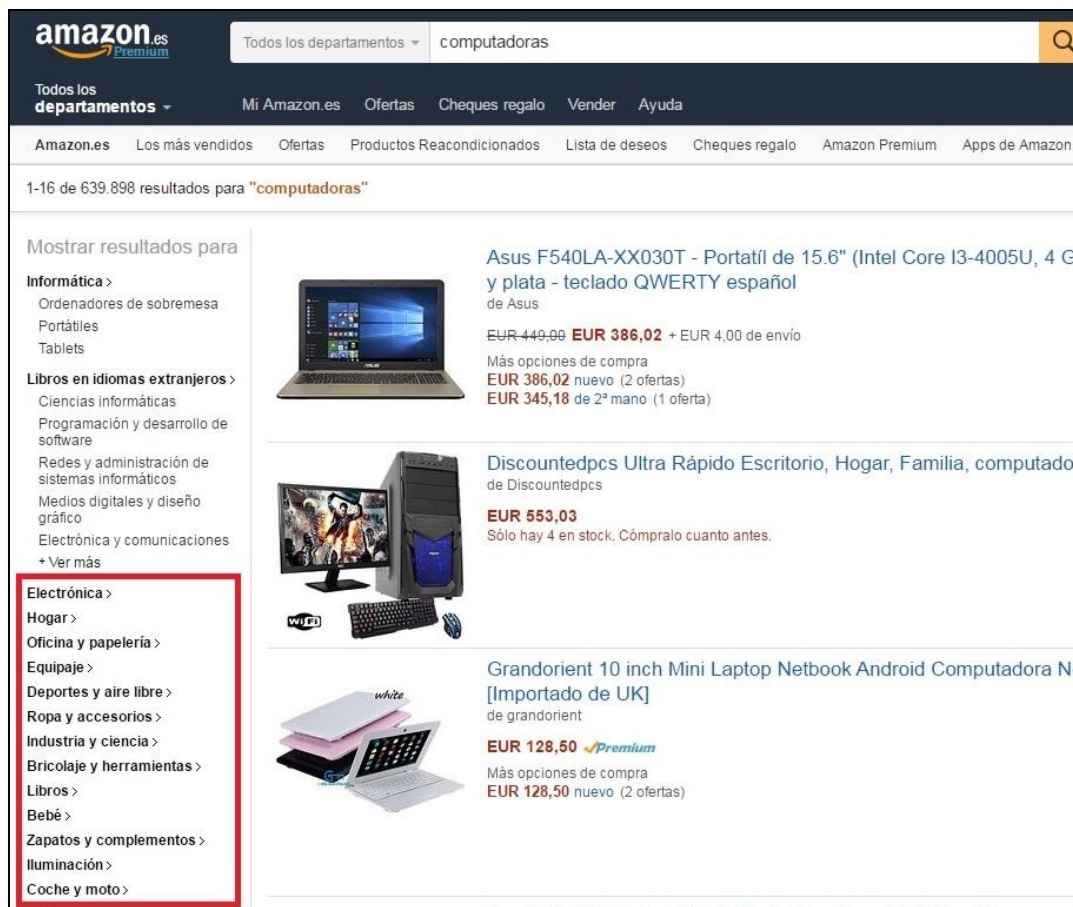 amazon.es
Premium
Todos los departamentos
computadoras
Todos los
departamentos
Mi Amazon.es Ofertas Cheques regalo Vender Ayuda
Amazon.es Los más vendidos Ofertas Productos Reacondicionados Lista de deseos Cheques regalo Amazon Premium Apps de Amazon
1-16 de 639.898 resultados para "computadoras"
Mostrar resultados para
Informática >
Ordenadores de sobremesa
Portátiles
Tablets
Libros en idiomas extranjeros >
Ciencias informáticas
Programación y desarrollo de
software
Redes y administración de
sistemas informáticos
Medios digitales y diseño
gráfico
Electrónica y comunicaciones
+ Ver más
Electrónica >
Hogar >
Oficina y papelería >
Equipaje >
Deportes y aire libre >
Ropa y accesorios >
Industria y ciencia >
Bricolaje y herramientas >
Libros >
Bebé >
Zapatos y complementos >
Iluminación >
Coche y moto >
Asus F540LA-XX030T - Portatíl de 15.6" (Intel Core I3-4005U, 4 G
y plata - teclado QWERTY español
de Asus
EUR 449,00 EUR 386,02 + EUR 4,00 de envío
Más opciones de compra
EUR 386,02 nuevo (2 ofertas)
EUR 345,18 de 2ª mano (1 oferta)
Discountedpcs Ultra Rápido Escritorio, Hogar, Familia, computado
de Discountedpcs
EUR 553,03
Sólo hay 4 en stock. Cómpralo cuanto antes.
WiFi
Grandorient 10 inch Mini Laptop Netbook Android Computadora N
[Importado de UK]
de grandorient
EUR 128,50 Premium
Más opciones de compra
EUR 128,50 nuevo (2 ofertas)
white